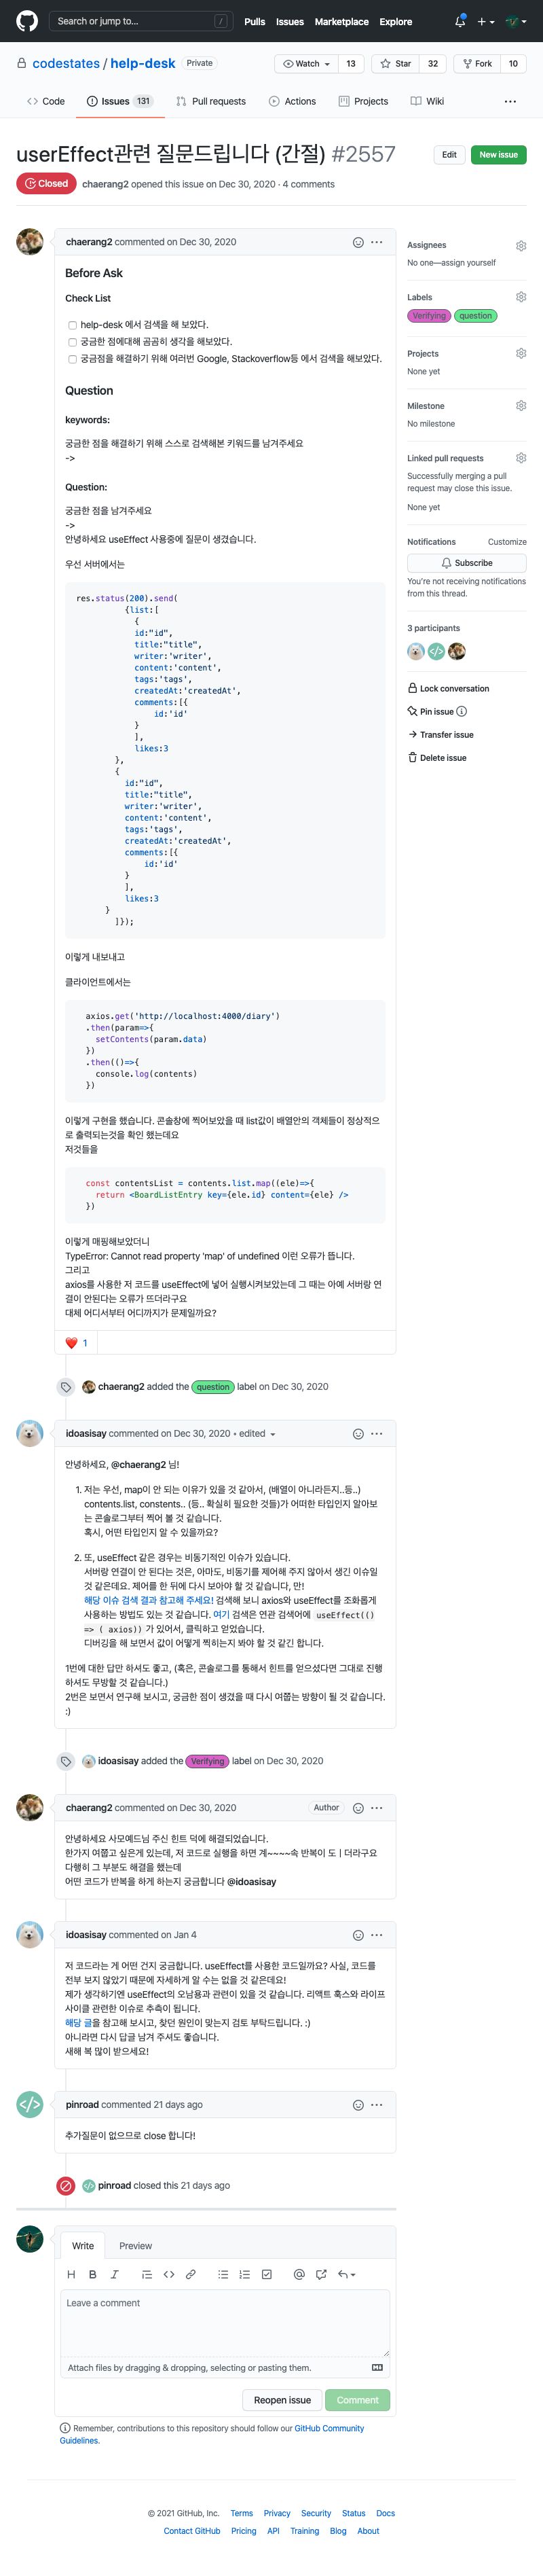 Search or jump to...
/
Pulls Issues Marketplace Explore
codestates / help-desk Private
Watch 13 Star 32 Fork 10
Code Issues 131 Pull requests Actions Projects Wiki ...
userEffect관련 질문드립니다 (간절) #2557
Edit New issue
Closed chaerang2 opened this issue on Dec 30, 2020 · 4 comments
chaerang2 commented on Dec 30, 2020
Before Ask
Check List
help-desk 에서 검색을 해 보았다.
궁금한 점에대해 곰곰히 생각을 해보았다.
궁금점을 해결하기 위해 여러번 Google, Stackoverflow등 에서 검색을 해보았다.
Question
keywords:
궁금한 점을 해결하기 위해 스스로 검색해본 키워드를 남겨주세요
->
Question:
궁금한 점을 남겨주세요
->
안녕하세요 useEffect 사용중에 질문이 생겼습니다.
우선 서버에서는
res.status(200).send(
{list:[
{
id:"id",
title:"title",
writer:'writer',
content:'content',
tags:'tags',
createdAt:'createdAt',
comments:[{
id:'id'
}
],
likes:3
},
{
id:"id",
title:"title",
writer:'writer',
content:'content',
tags:'tags',
createdAt:'createdAt',
comments:[{
id:'id'
}
],
likes:3
}
]});
이렇게 내보내고
클라이언트에서는
axios.get('http://localhost:4000/diary')
.then(param=>{
setContents(param.data)
})
.then(()=>{
console.log(contents)
})
이렇게 구현을 했습니다. 콘솔창에 찍어보았을 때 list값이 배열안의 객체들이 정상적으
로 출력되는것을 확인 했는데요
저것들을
const contentsList = contents.list.map((ele)=>{
return <BoardListEntry key={ele.id} content={ele} />
})
이렇게 매핑해보았더니
TypeError: Cannot read property 'map' of undefined 이런 오류가 뜹니다.
그리고
axios를 사용한 저 코드를 useEffect에 넣어 실행시켜보았는데 그 때는 아예 서버랑 연
결이 안된다는 오류가 뜨더라구요
대체 어디서부터 어디까지가 문제일까요?
1
chaerang2 added the question label on Dec 30, 2020
idoasisay commented on Dec 30, 2020 • edited
안녕하세요, @chaerang2 님!
1. 저는 우선, map이 안 되는 이유가 있을 것 같아서, (배열이 아니라든지..등..)
contents.list, constents.. (등.. 확실히 필요한 것들)가 어떠한 타입인지 알아보
는 콘솔로그부터 찍어 볼 것 같습니다.
혹시, 어떤 타입인지 알 수 있을까요?
2. 또, useEffect 같은 경우는 비동기적인 이슈가 있습니다.
서버랑 연결이 안 된다는 것은, 아마도, 비동기를 제어해 주지 않아서 생긴 이슈일
것 같은데요. 제어를 한 뒤에 다시 보아야 할 것 같습니다, 만!
해당 이슈 검색 결과 참고해 주세요! 검색해 보니 axios와 useEffect를 조화롭게
사용하는 방법도 있는 것 같습니다. 여기 검색은 연관 검색어에 useEffect(()
=> ( axios)) 가 있어서, 클릭하고 얻었습니다.
디버깅을 해 보면서 값이 어떻게 찍히는지 봐야 할 것 같긴 합니다.
1번에 대한 답만 하셔도 좋고, (혹은, 콘솔로그를 통해서 힌트를 얻으셨다면 그대로 진행
하셔도 무방할 것 같습니다.)
2번은 보면서 연구해 보시고, 궁금한 점이 생겼을 때 다시 여쭙는 방향이 될 것 같습니다.
:)
idoasisay added the Verifying label on Dec 30, 2020
chaerang2 commented on Dec 30, 2020 Author
안녕하세요 사모예드님 주신 힌트 덕에 해결되었습니다.
한가지 여쭙고 싶은게 있는데, 저 코드로 실행을 하면 계~~~~속 반복이 도ㅣ더라구요
다행히 그 부분도 해결을 했는데
어떤 코드가 반복을 하게 하는지 궁금합니다 @idoasisay
idoasisay commented on Jan 4
저 코드라는 게 어떤 건지 궁금합니다. useEffect를 사용한 코드일까요? 사실, 코드를
전부 보지 않았기 때문에 자세하게 알 수는 없을 것 같은데요!
제가 생각하기엔 useEffect의 오남용과 관련이 있을 것 같습니다. 리액트 훅스와 라이프
사이클 관련한 이슈로 추측이 됩니다.
해당 글을 참고해 보시고, 찾던 원인이 맞는지 검토 부탁드립니다. :)
아니라면 다시 답글 남겨 주셔도 좋습니다.
새해 복 많이 받으세요!
pinroad commented 21 days ago
추가질문이 없으므로 close 합니다!
pinroad closed this 21 days ago
Write Preview
H B I @
Leave a comment
Attach files by dragging & dropping, selecting or pasting them.
Reopen issue Comment
Remember, contributions to this repository should follow our GitHub Community
Guidelines.
Assignees
No one—assign yourself
Labels
Verifying question
Projects
None yet
Milestone
No milestone
Linked pull requests
Successfully merging a pull
request may close this issue.
None yet
Notifications Customize
Subscribe
You're not receiving notifications
from this thread.
3 participants
Lock conversation
Pin issue
Transfer issue
Delete issue
© 2021 GitHub, Inc. Terms Privacy Security Status Docs
Contact GitHub Pricing API Training Blog About